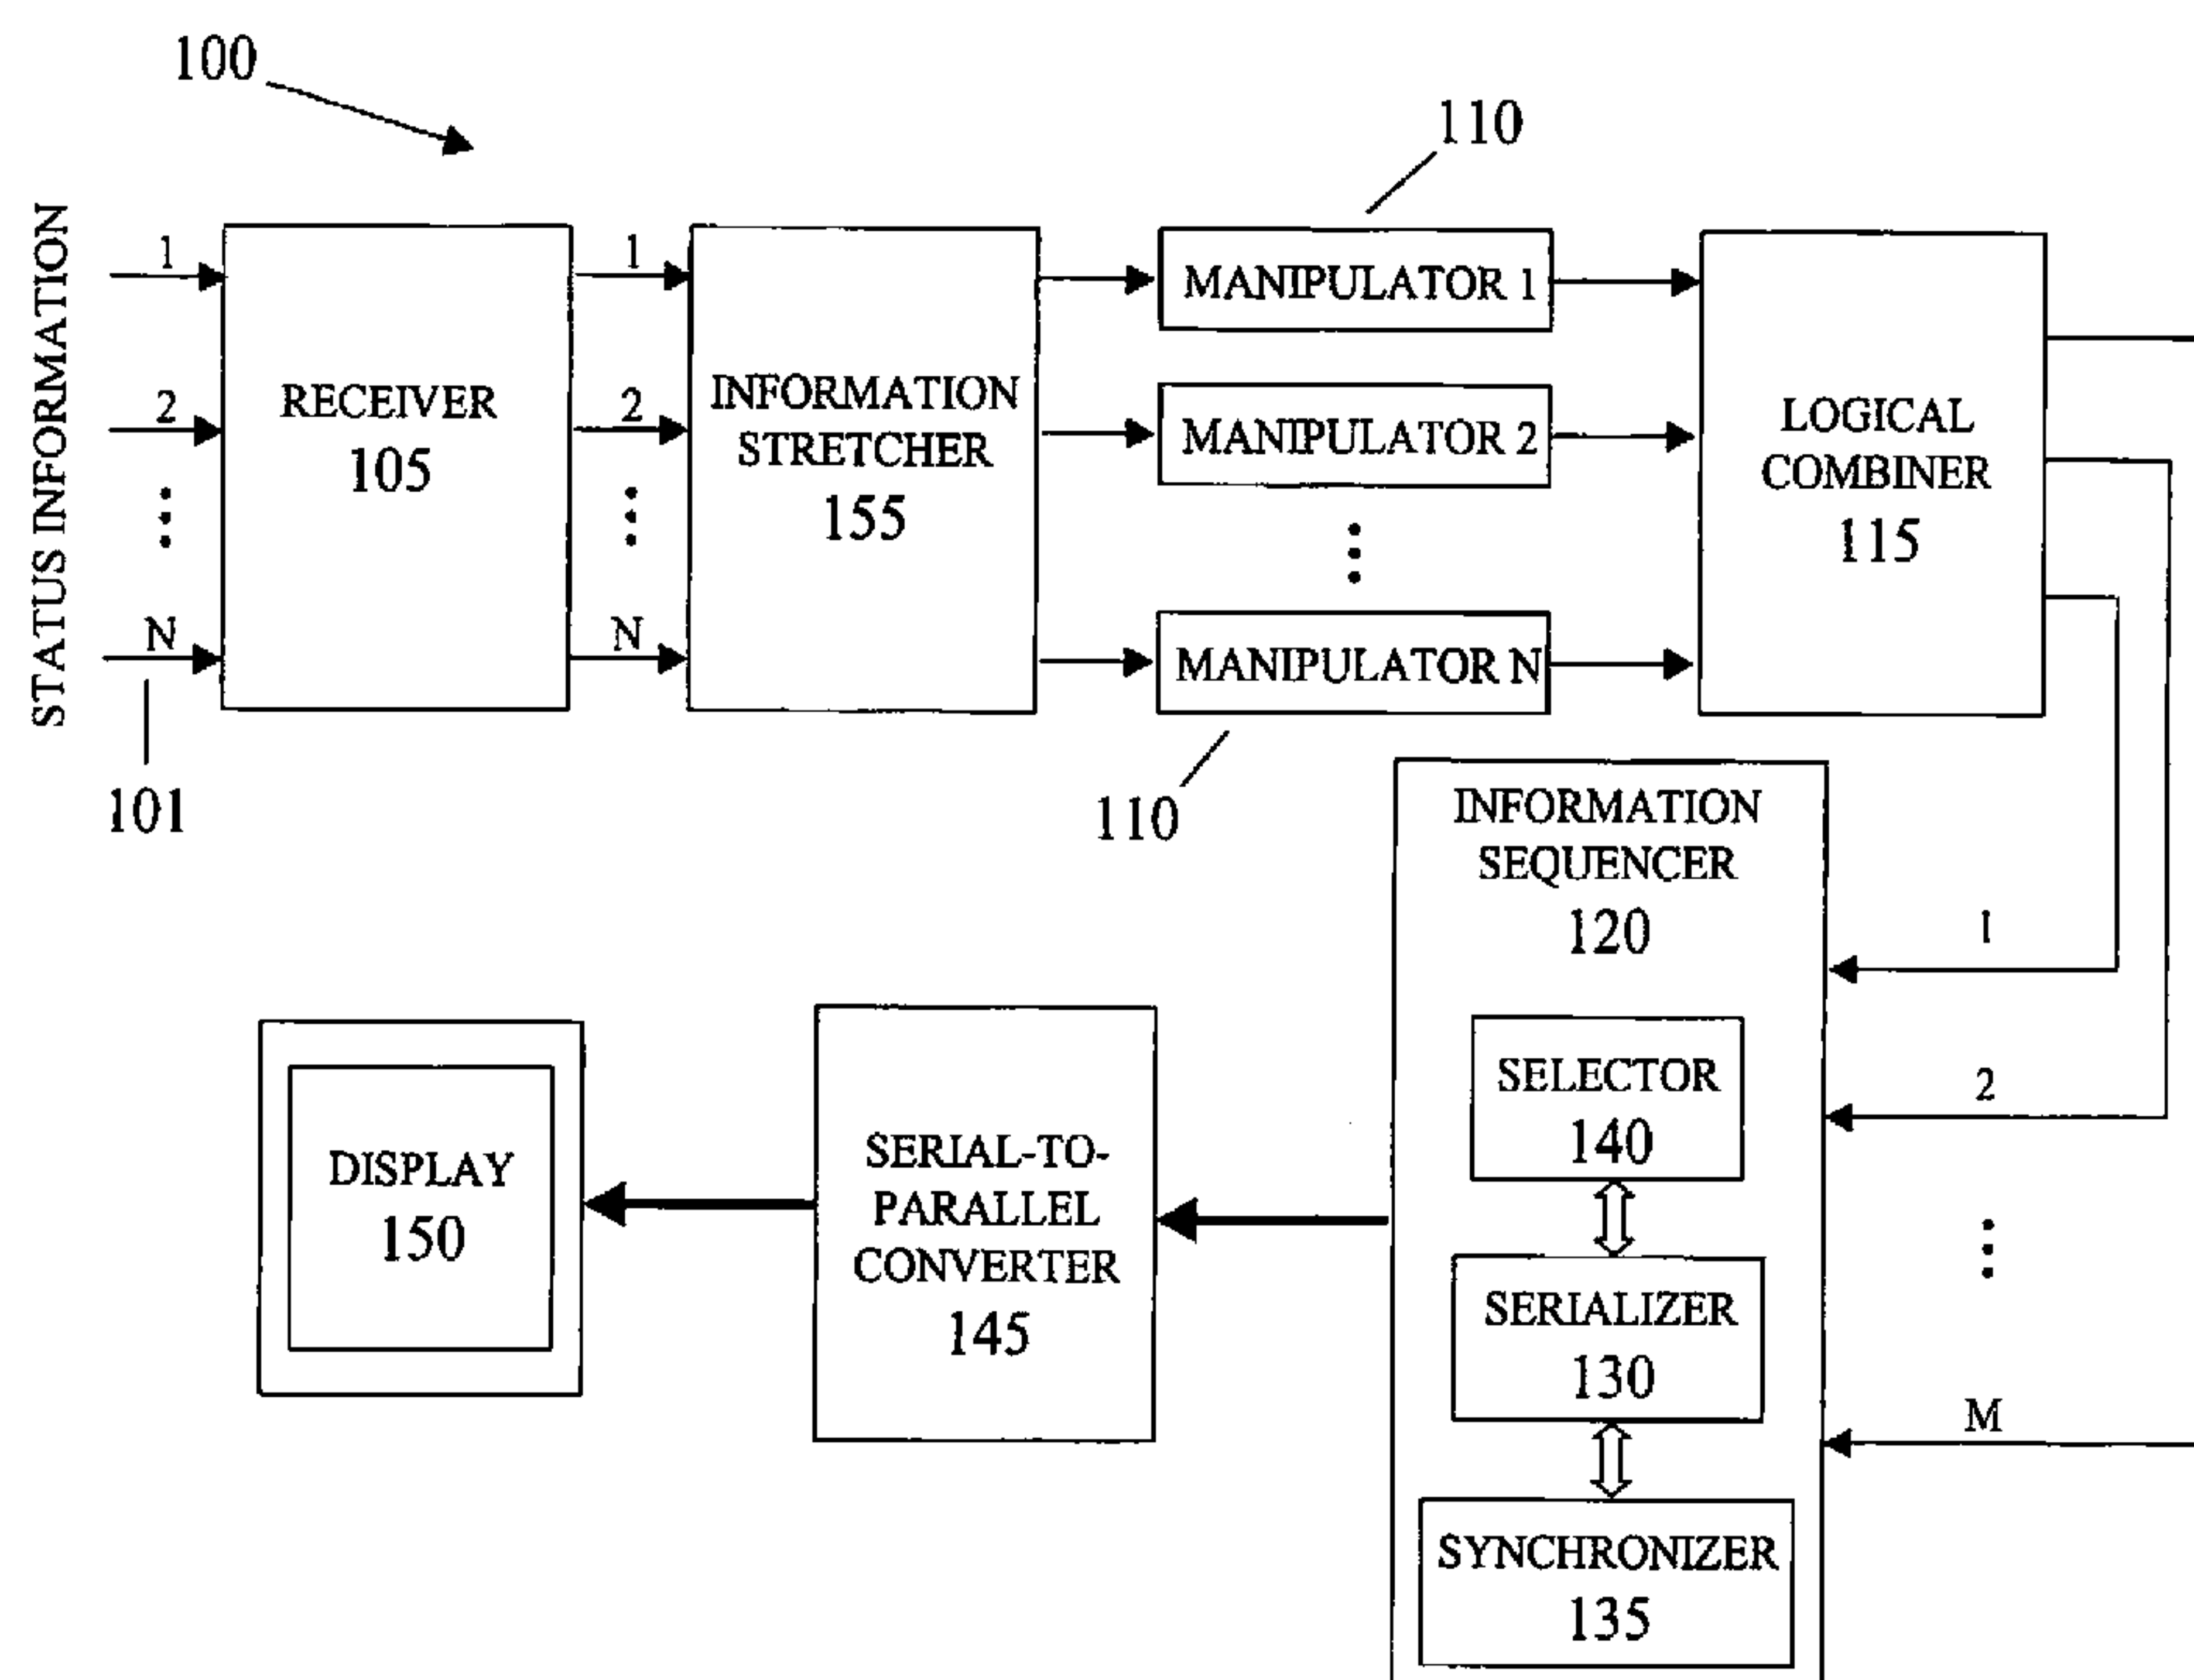 100
110
STATUS INFORMATION
1
2
N
101
RECEIVER
105
1
2
N
INFORMATION
STRETCHER
155
MANIPULATOR 1
MANIPULATOR 2
MANIPULATOR N
110
LOGICAL
COMBINER
115
INFORMATION
SEQUENCER
120
1
2
M
SELECTOR
140
SERIALIZER
130
SYNCHRONIZER
135
SERIAL-TO-
PARALLEL
CONVERTER
145
DISPLAY
150